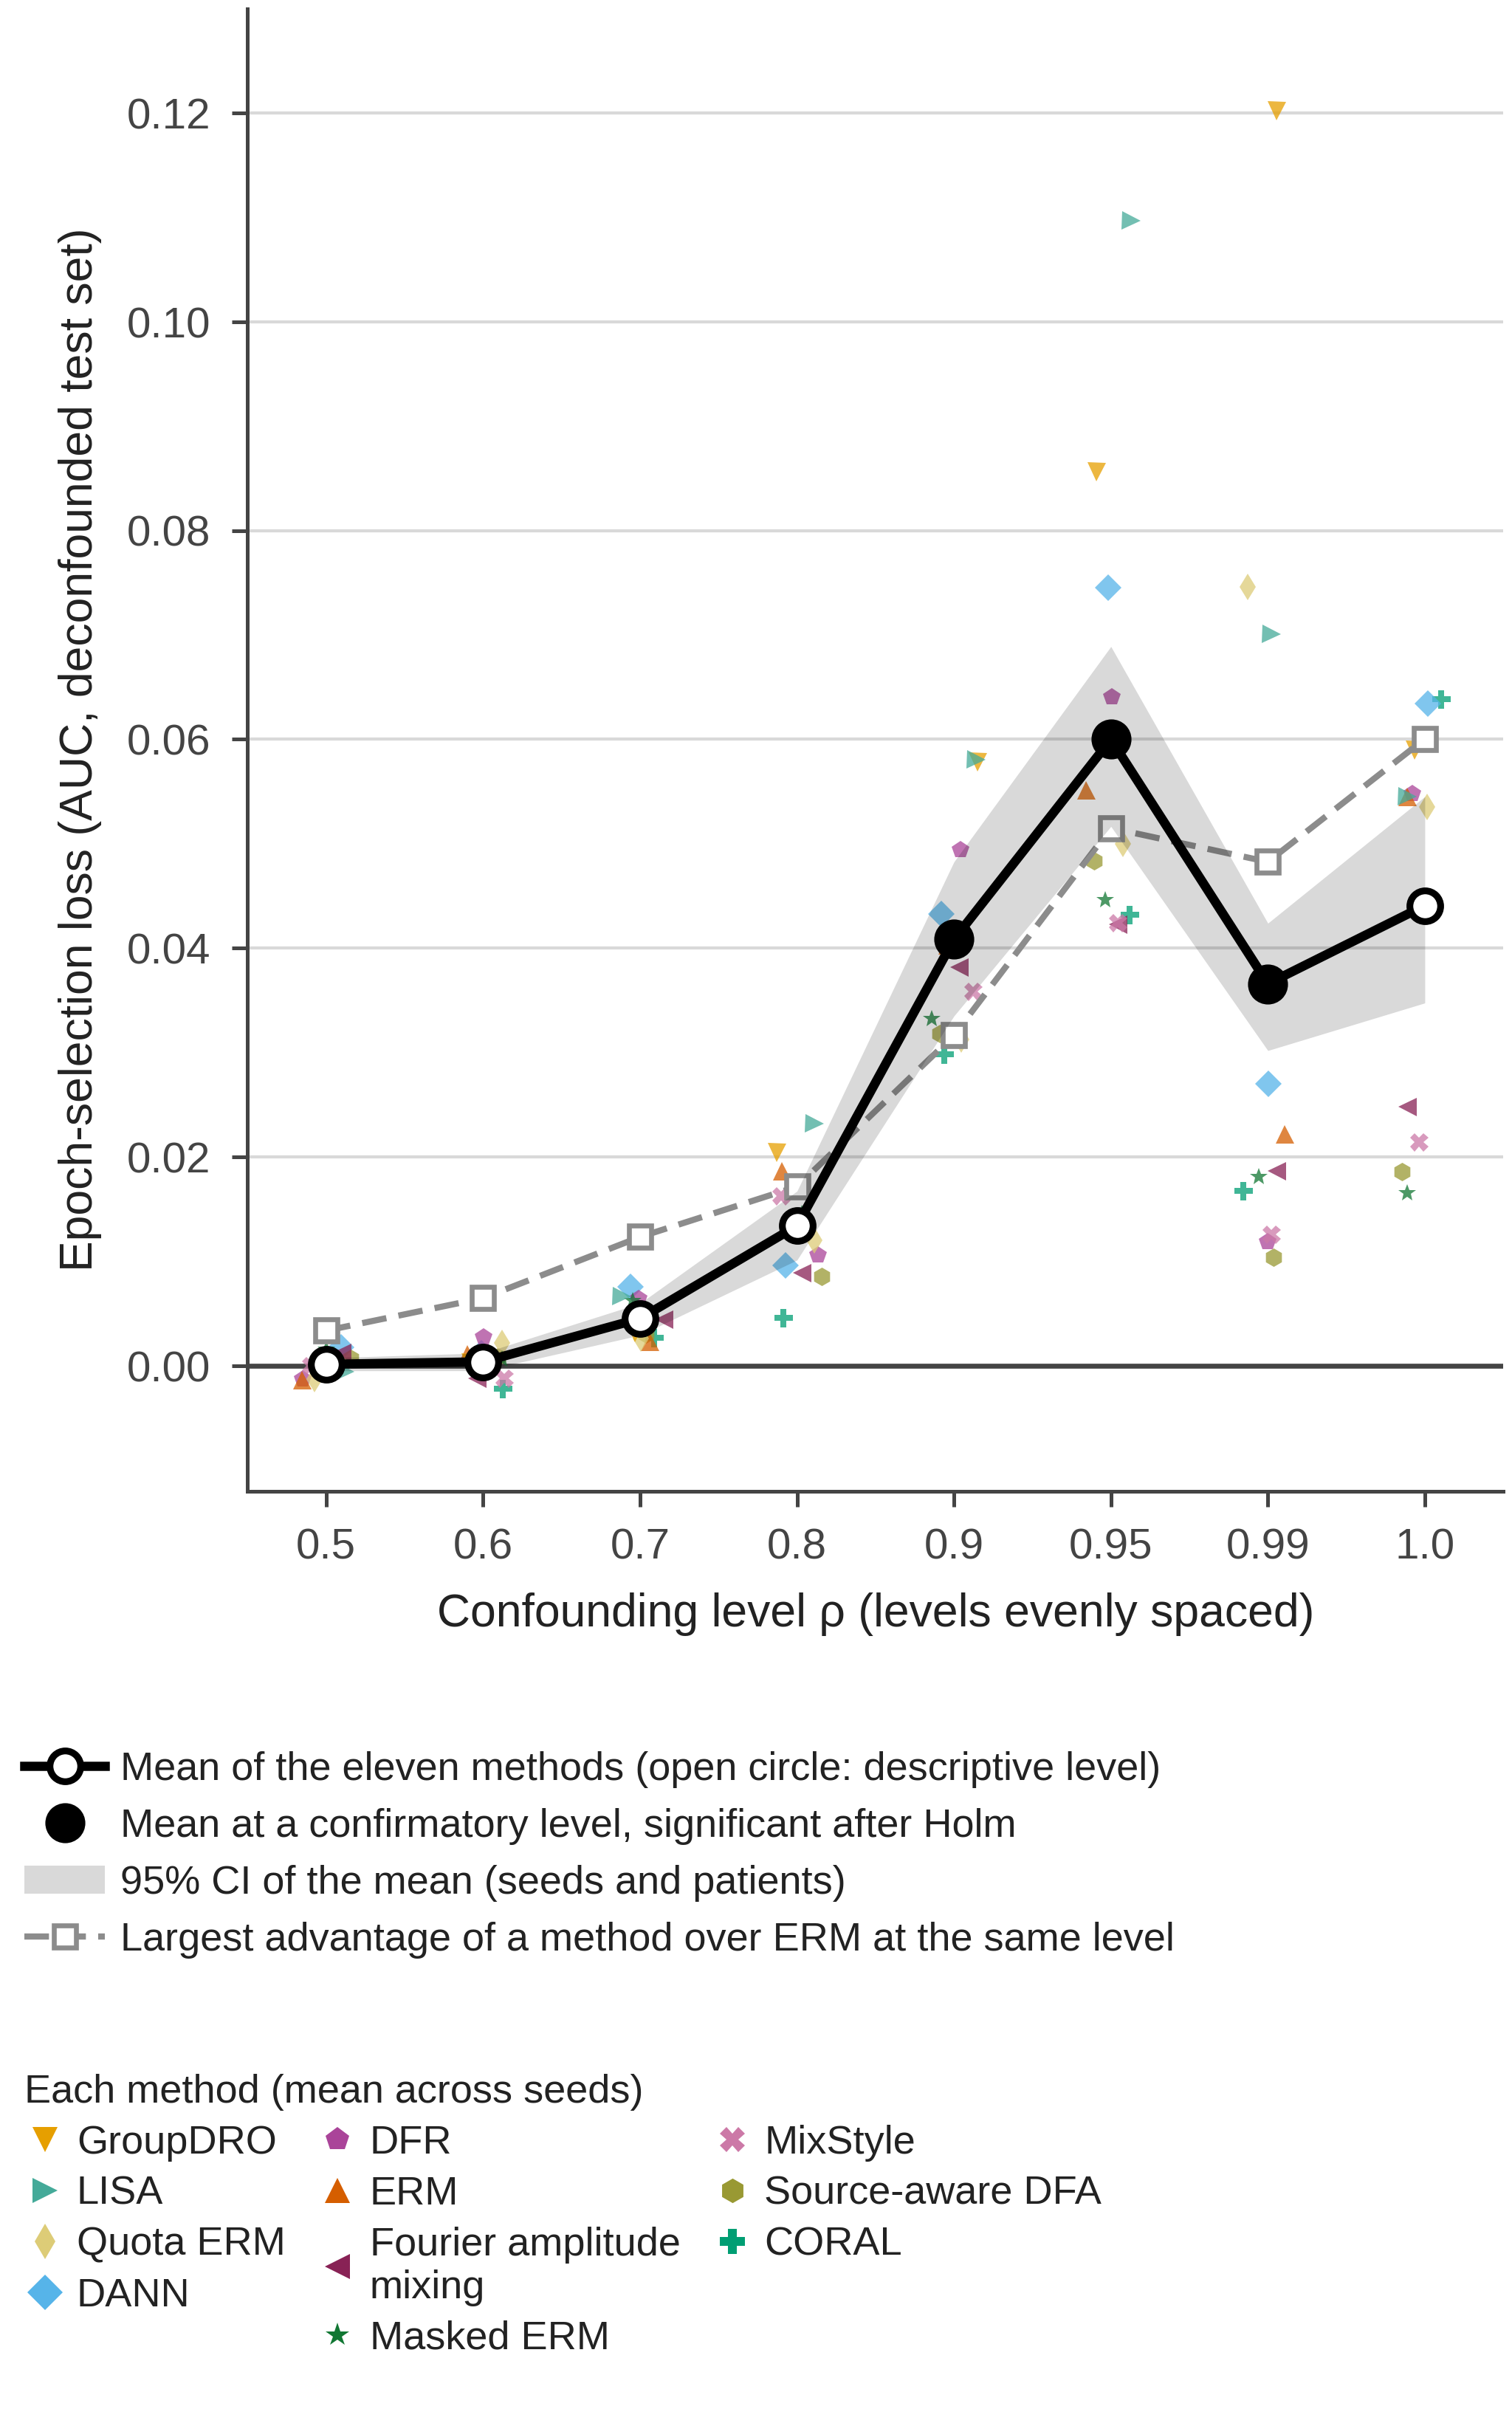 0.12
0.10
0.08
0.06
0.04
0.02
0.00
Epoch-selection loss (AUC, deconfounded test set)
0.5 0.6 0.7 0.8 0.9 0.95 0.99 1.0
Confounding level ρ (levels evenly spaced)
Mean of the eleven methods (open circle: descriptive level)
Mean at a confirmatory level, significant after Holm
95% CI of the mean (seeds and patients)
Largest advantage of a method over ERM at the same level
Each method (mean across seeds)
GroupDRO
LISA
Quota ERM
DANN
DFR
ERM
Fourier amplitude
mixing
Masked ERM
MixStyle
Source-aware DFA
CORAL